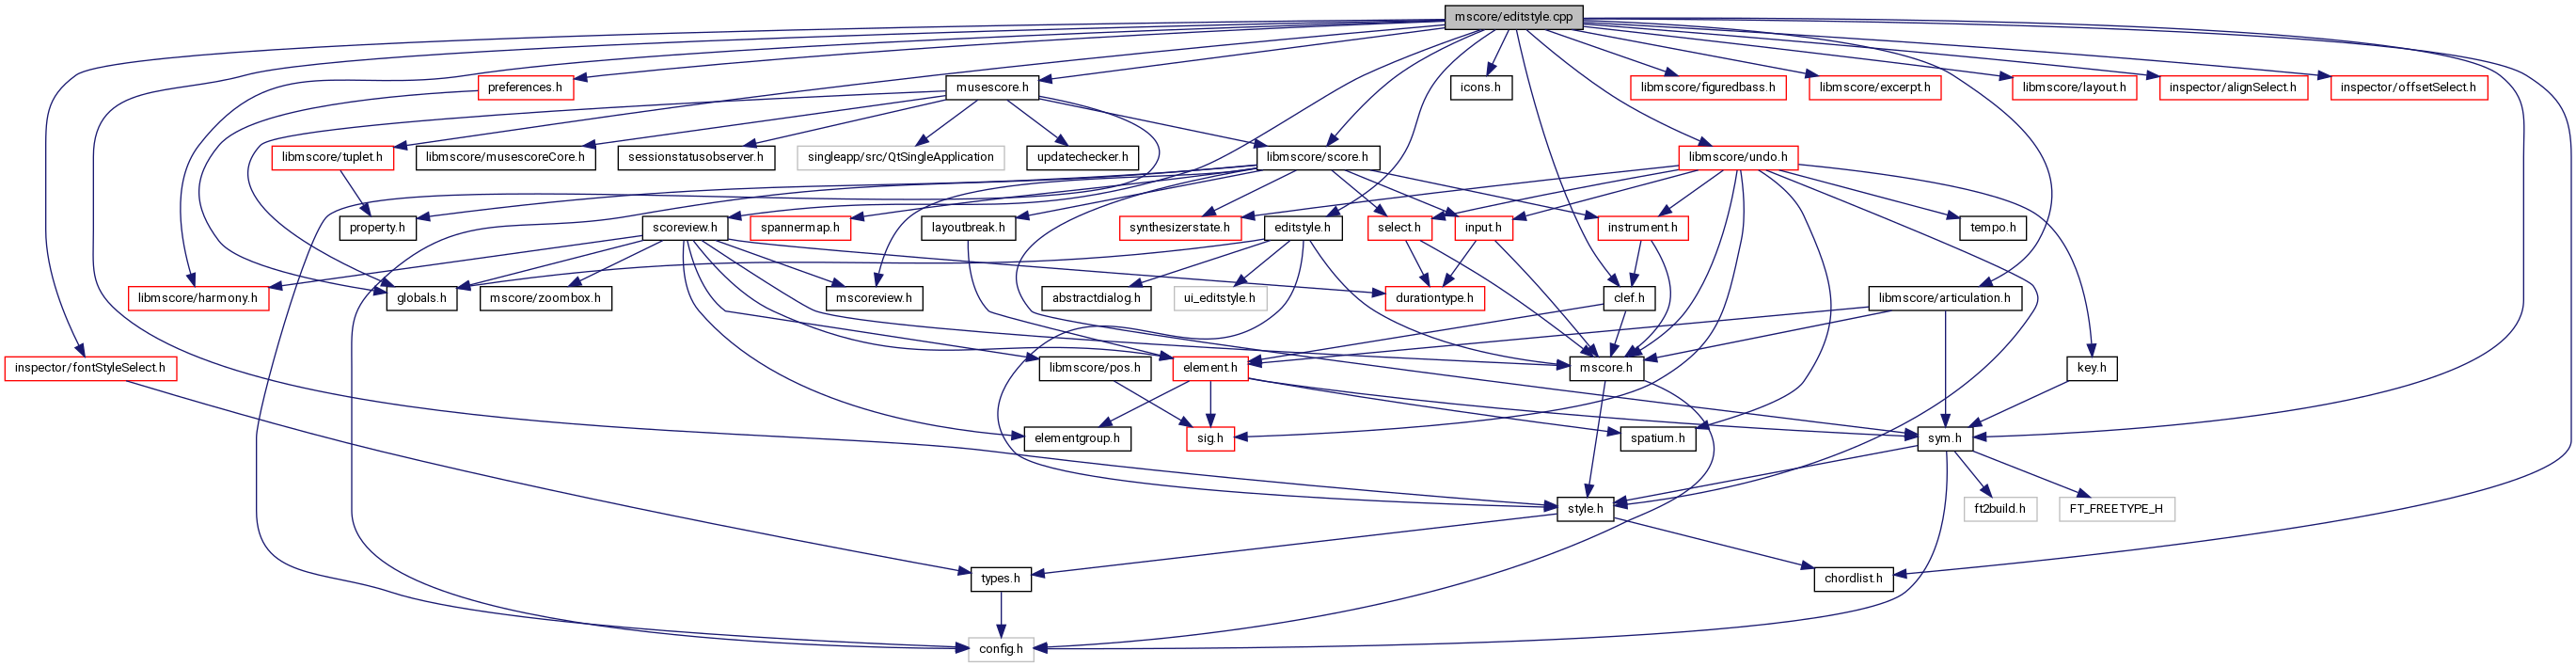 mscore/editstyle.cpp
preferences.h
musescore.h
icons.h
libmscore/figuredbass.h
libmscore/excerpt.h
libmscore/layout.h
inspector/alignSelect.h
inspector/offsetSelect.h
libmscore/tuplet.h
libmscore/musescoreCore.h
sessionstatusobserver.h
singleapp/src/QtSingleApplication
updatechecker.h
libmscore/score.h
libmscore/undo.h
property.h
scoreview.h
spannermap.h
layoutbreak.h
synthesizerstate.h
editstyle.h
select.h
input.h
instrument.h
tempo.h
libmscore/harmony.h
globals.h
mscore/zoombox.h
mscoreview.h
abstractdialog.h
ui_editstyle.h
durationtype.h
clef.h
libmscore/articulation.h
inspector/fontStyleSelect.h
libmscore/pos.h
element.h
mscore.h
key.h
elementgroup.h
sig.h
spatium.h
sym.h
style.h
ft2build.h
FT_FREETYPE_H
types.h
chordlist.h
config.h